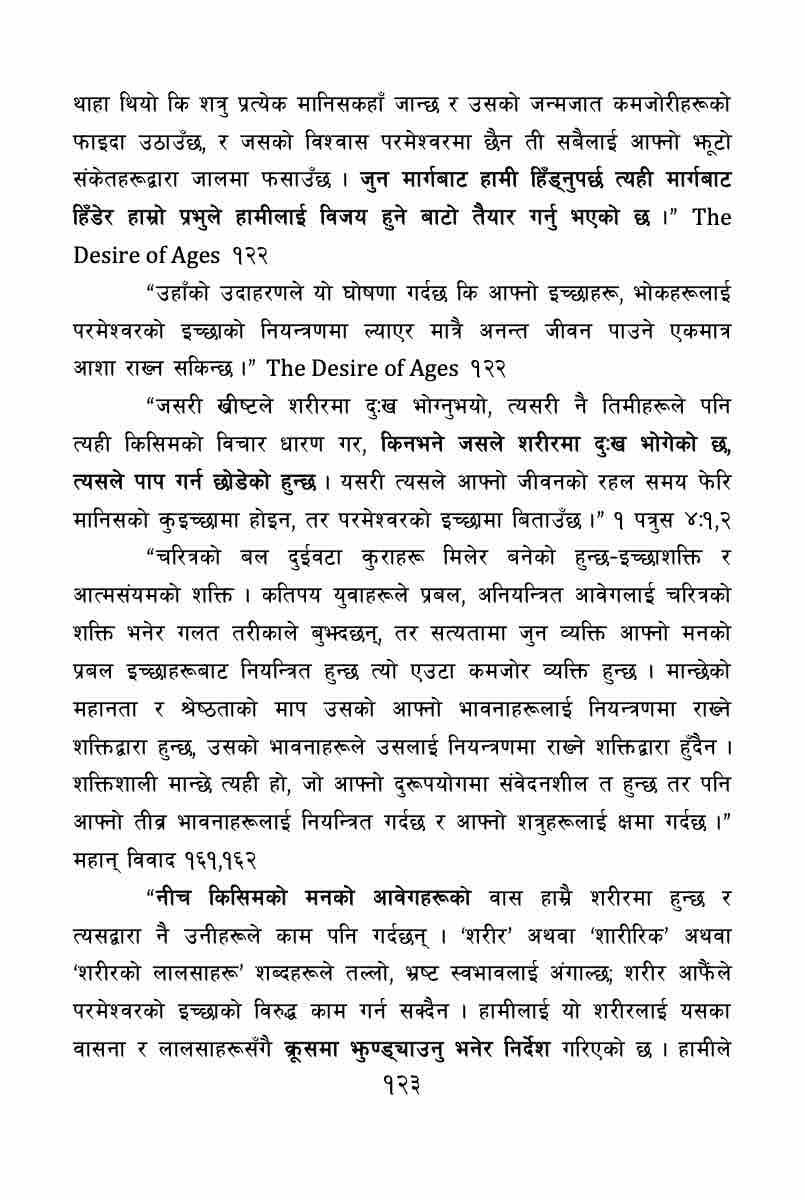 थाहा थियो कि शत्रु प्रत्येक मानिसकहाँ जान्छ र उसको जन्मजात कमजोरीहरूको
फाइदा उठाउँछ, र जसको विश्वास परमेश्वरमा छैन ती सबैलाई आफ्नो झूटो
संकेतहरूद्वारा जालमा फसाउँछ । जुन मार्गबाट हामी हिँड्नुपर्छ त्यही मार्गबाट
हिँडेर हाम्रो प्रभुले हामीलाई विजय हुने बाटो तैयार गर्नु भएको छ ।” The
Desire of Ages १२२
“उहाँको उदाहरणले यो घोषणा गर्दछ कि आफ्नो इच्छाहरू, भोकहरूलाई
परमेश्वरको इच्छाको नियन्त्रणमा ल्याएर मात्रै अनन्त जीवन पाउने एकमात्र
आशा राख्न सकिन्छ ।” The Desire of Ages १२२
“जसरी ख्रीष्टले शरीरमा दुःख भोग्नुभयो, त्यसरी नै तिमीहरूले पनि
त्यही किसिमको विचार धारण गर, किनभने जसले शरीरमा दुःख भोगेको छ,
त्यसले पाप गर्न छोडेको हुन्छ । यसरी त्यसले आफ्नो जीवनको रहल समय फेरि
मानिसको कुइच्छामा होइन, तर परमेश्वरको इच्छामा बिताउँछ ।” १ पत्रुस ४:१,२
“चरित्रको बल दुईवटा कुराहरू मिलेर बनेको हुन्छ-इच्छाशक्ति र
आत्मसंयमको शक्ति । कतिपय युवाहरूले प्रबल, अनियन्त्रित आवेगलाई चरित्रको
शक्ति भनेर गलत तरीकाले बुझ्दछन्, तर सत्यतामा जुन व्यक्ति आफ्नो मनको
प्रबल इच्छाहरूबाट नियन्त्रित हुन्छ त्यो एउटा कमजोर व्यक्ति हुन्छ । मान्छेको
महानता र श्रेष्ठताको माप उसको आफ्नो भावनाहरूलाई नियन्त्रणमा राख्ने
शक्तिद्वारा हुन्छ, उसको भावनाहरूले उसलाई नियन्त्रणमा राख्ने शक्तिद्वारा हुँदैन ।
शक्तिशाली मान्छे त्यही हो, जो आफ्नो दुरूपयोगमा संवेदनशील त हुन्छ तर पनि
आफ्नो तीब्र भावनाहरूलाई नियन्त्रित गर्दछ र आफ्नो शत्रुहरूलाई क्षमा गर्दछ ।”
महान् विवाद १६१,१६२
“नीच किसिमको मनको आवेगहरूको वास हाम्रै शरीरमा हुन्छ र
त्यसद्वारा नै उनीहरूले काम पनि गर्दछन् । ‘शरीर’ अथवा ‘शारीरिक’ अथवा
‘शरीरको लालसाहरू’ शब्दहरूले तल्लो, भ्रष्ट स्वभावलाई अंगाल्छ; शरीर आफैंले
परमेश्वरको इच्छाको विरुद्ध काम गर्न सक्दैन । हामीलाई यो शरीरलाई यसका
वासना र लालसाहरूसँगै क्रूसमा झुण्ड्याउनु भनेर निर्देश गरिएको छ । हामीले
१२३